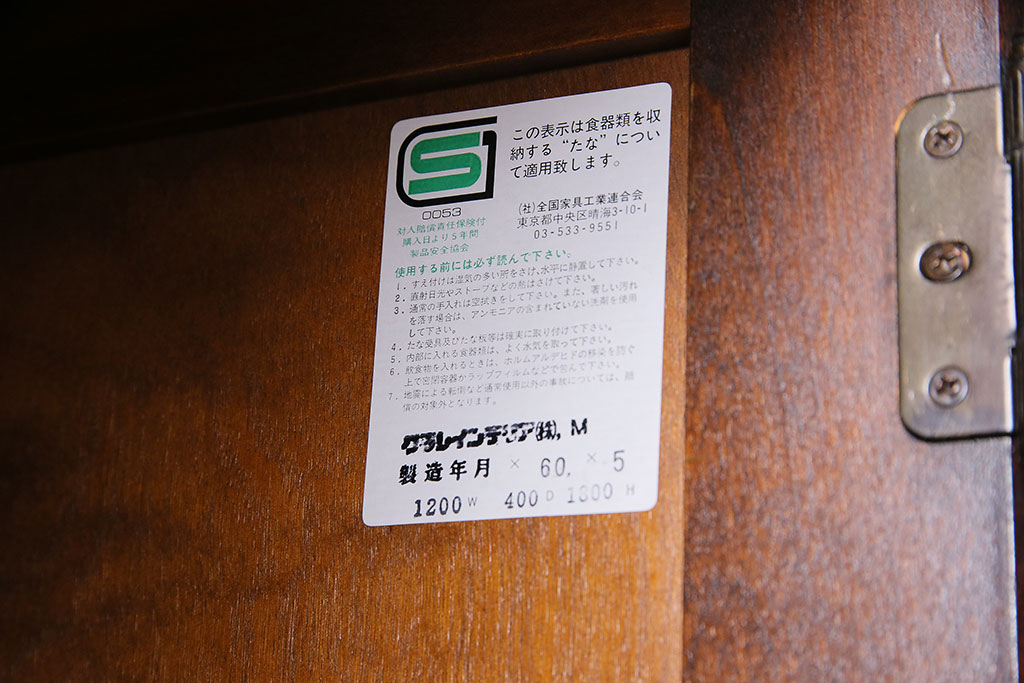 この表示は食器類を収
納する“たな”につい
て適用致します。
S
0053
対人賠償責任保険付
購入日より5年間
製品安全協会
(社)全国家具工業連合会
東京都中央区晴海3-10-1
03-533-9551
使用する前には必ず読んで下さい。
1. すえ付けは湿気の多い所をさけ、水平に静置して下さい。
2. 直射日光やストーブなどの熱はさけて下さい。
3. 通常の手入れは空拭きをして下さい。また、著しい汚れ
を落す場合は、アンモニアの含まれていない洗剤を使用
して下さい。
4. たな受具及びたな板等は確実に取り付けて下さい。
5. 内部に入れる食器類は、よく水気を取って下さい。
6. 飲食物を入れるときは、ホルムアルデヒドの移染を防ぐ
上で密閉容器かラップフィルムなどで包んで下さい。
7. 地震による転倒など通常使用以外の事故については、賠
償の対象外となります。
クラレインテリア(株), M
製造年月 × 60. × 5
1200 W 400 D 1800 H